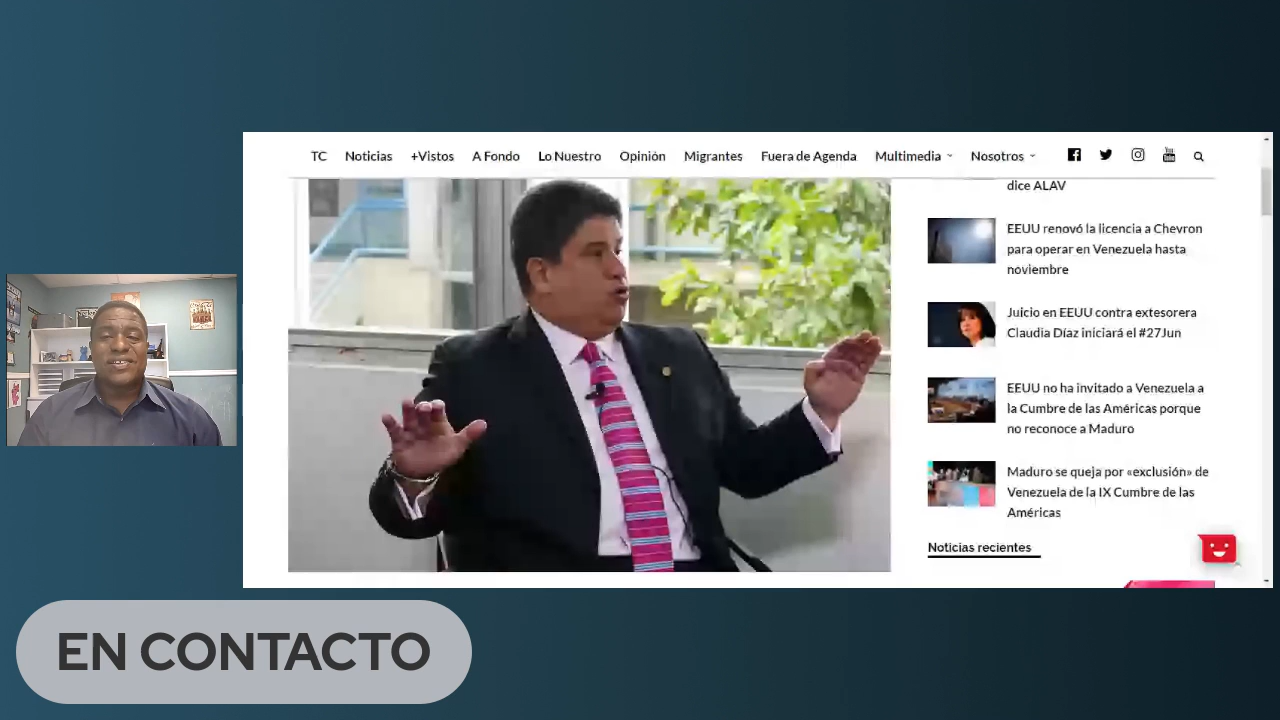 TC Noticias +Vistos A Fondo Lo Nuestro Opinión Migrantes Fuera de Agenda Multimedia Nosotros
dice ALAV
EEUU renovó la licencia a Chevron
para operar en Venezuela hasta
noviembre
Juicio en EEUU contra extesorera
Claudia Díaz iniciará el #27Jun
EEUU no ha invitado a Venezuela a
la Cumbre de las Américas porque
no reconoce a Maduro
Maduro se queja por «exclusión» de
Venezuela de la IX Cumbre de las
Américas
Noticias recientes
EN CONTACTO